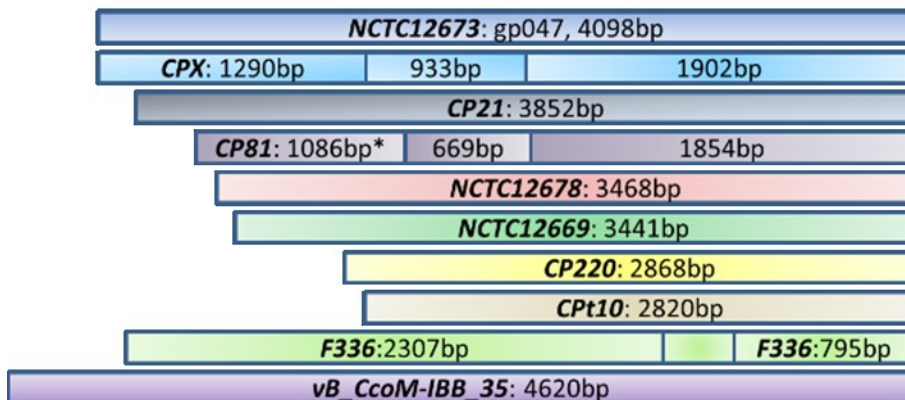 NCTC12673: gp047, 4098bp
CPX: 1290bp 933bp 1902bp
CP21: 3852bp
CP81: 1086bp* 669bp 1854bp
NCTC12678: 3468bp
NCTC12669: 3441bp
CP220: 2868bp
CPt10: 2820bp
F336:2307bp F336:795bp
vB_CcoM-IBB_35: 4620bp